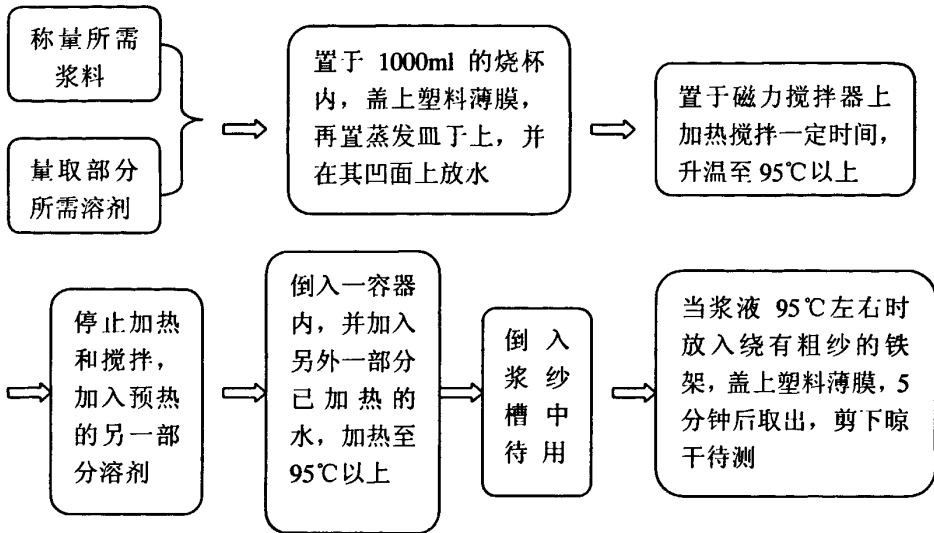 称量所需
浆料
量取部分
所需溶剂
置于 1000ml 的烧杯
内，盖上塑料薄膜，
再置蒸发皿于上，并
在其凹面上放水
置于磁力搅拌器上
加热搅拌一定时间，
升温至 95℃以上
停止加热
和搅拌，
加入预热
的另一部
分溶剂
倒入一容器
内，并加入
另外一部分
已加热的
水，加热至
95℃以上
倒入
浆纱
槽中
待用
当浆液 95℃左右时
放入绕有粗纱的铁
架，盖上塑料薄膜，5
分钟后取出，剪下晾
干待测